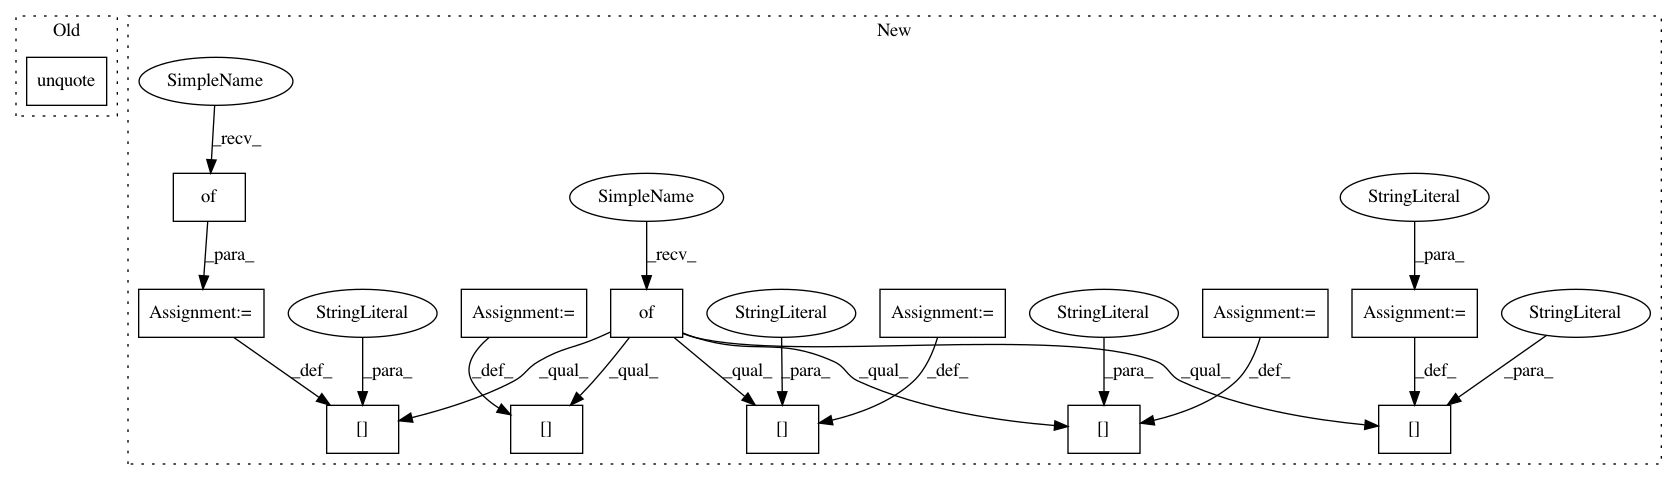 Old
New
unquote
SimpleName
_recv_
of
SimpleName
StringLiteral
_para_
_recv_
_para_
Assignment:=
StringLiteral
Assignment:=
of
StringLiteral
Assignment:=
StringLiteral
Assignment:=
Assignment:=
StringLiteral
_def_
_para_
_def_
_qual_
_qual_
_qual_
_para_
_def_
_qual_
_para_
_def_
_qual_
_def_
_para_
[]
[]
[]
[]
[]